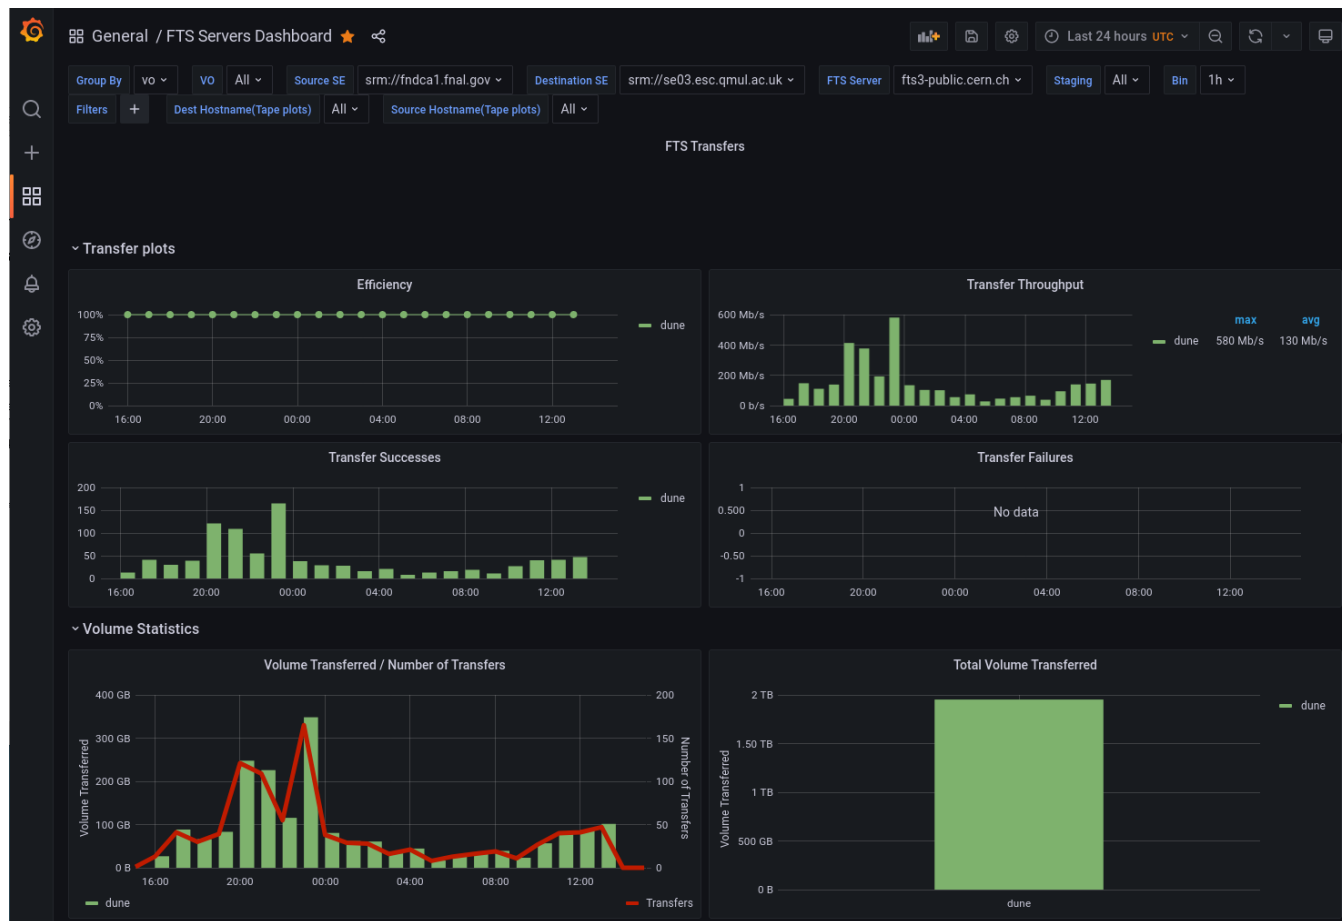 General / FTS Servers Dashboard
Last 24 hours UTC
Group By vo VO All Source SE srm://fndca1.fnal.gov Destination SE srm://se03.esc.qmul.ac.uk FTS Server fts3-public.cern.ch Staging All Bin 1h
Filters + Dest Hostname(Tape plots) All Source Hostname(Tape plots) All
FTS Transfers
Transfer plots
Efficiency
100%
75%
50%
25%
0%
16:00 20:00 00:00 04:00 08:00 12:00
dune
Transfer Throughput
600 Mb/s
400 Mb/s
200 Mb/s
0 b/s
16:00 20:00 00:00 04:00 08:00 12:00
max avg
dune 580 Mb/s 130 Mb/s
Transfer Successes
200
150
100
50
0
16:00 20:00 00:00 04:00 08:00 12:00
dune
Transfer Failures
1
0.500
0
-0.50
-1
No data
16:00 20:00 00:00 04:00 08:00 12:00
Volume Statistics
Volume Transferred / Number of Transfers
Volume Transferred
400 GB
300 GB
200 GB
100 GB
0 B
200
150
100
50
0
Number of Transfers
16:00 20:00 00:00 04:00 08:00 12:00
dune Transfers
Total Volume Transferred
Volume Transferred
2 TB
1.50 TB
1 TB
500 GB
0 B
dune
dune